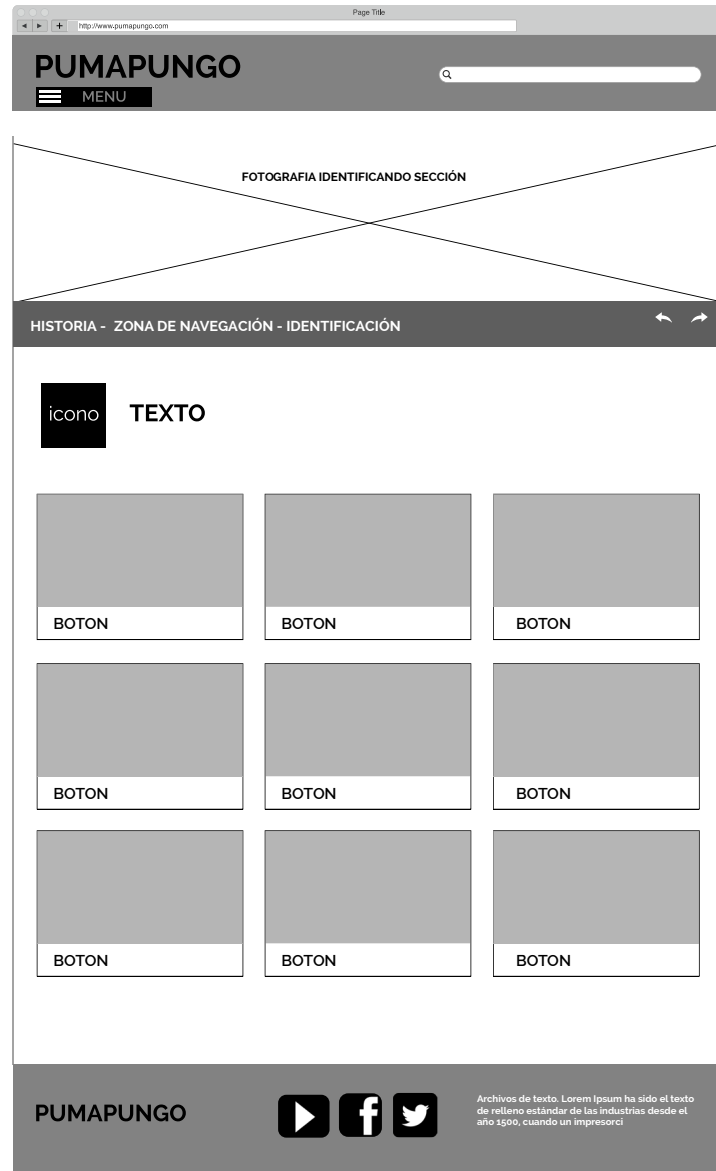 Page Title
http://www.pumapungo.com
PUMAPUNGO
MENU
FOTOGRAFIA IDENTIFICANDO SECCIÓN
HISTORIA - ZONA DE NAVEGACIÓN - IDENTIFICACIÓN
icono
TEXTO
BOTON
BOTON
BOTON
BOTON
BOTON
BOTON
BOTON
BOTON
BOTON
PUMAPUNGO
Archivos de texto. Lorem Ipsum ha sido el texto
de relleno estándar de las industrias desde el
año 1500, cuando un impresorci